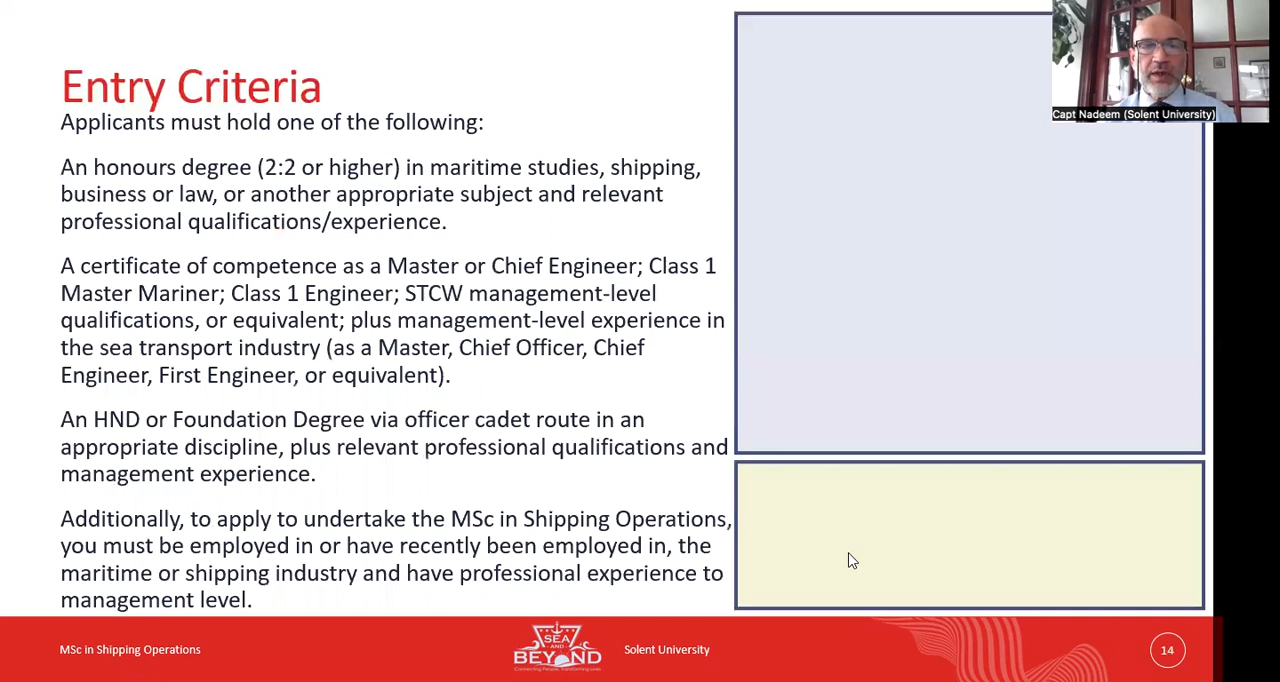 Entry Criteria
Applicants must hold one of the following:
An honours degree (2:2 or higher) in maritime studies, shipping,
business or law, or another appropriate subject and relevant
professional qualifications/experience.
A certificate of competence as a Master or Chief Engineer; Class 1
Master Mariner; Class 1 Engineer; STCW management-level
qualifications, or equivalent; plus management-level experience in
the sea transport industry (as a Master, Chief Officer, Chief
Engineer, First Engineer, or equivalent).
An HND or Foundation Degree via officer cadet route in an
appropriate discipline, plus relevant professional qualifications and
management experience.
Additionally, to apply to undertake the MSc in Shipping Operations,
you must be employed in or have recently been employed in, the
maritime or shipping industry and have professional experience to
management level.
Capt Nadeem (Solent University)
MSc in Shipping Operations
SEA
AND
BEYOND
Connecting People, Transforming Lives
Solent University
14